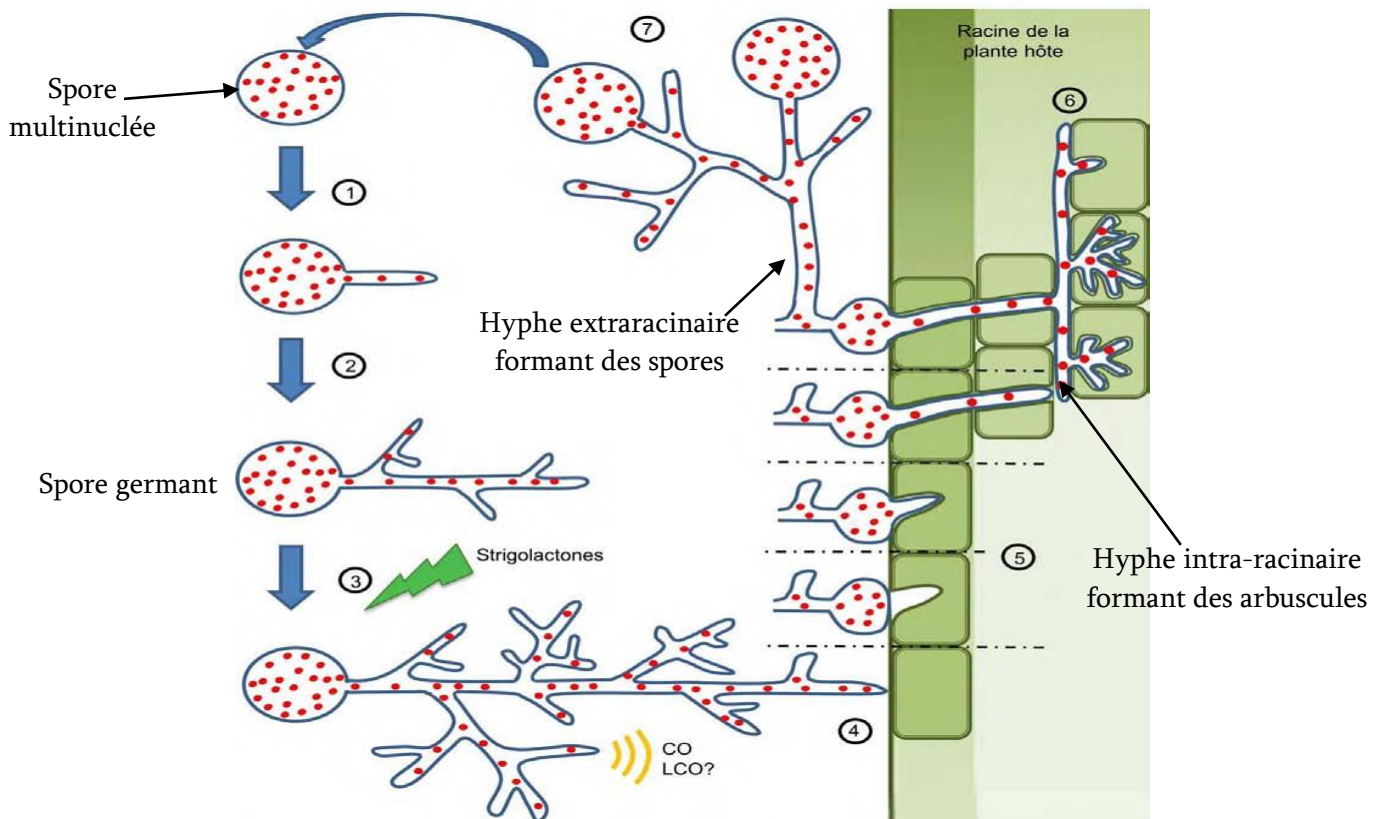 7
Racine de la
plante hôte
Spore
multinuclée
6
1
Hyphe extraracinaire
formant des spores
2
Spore germant
Strigolactones
3
5
Hyphe intra-racinaire
formant des arbuscules
4
CO
LCO?